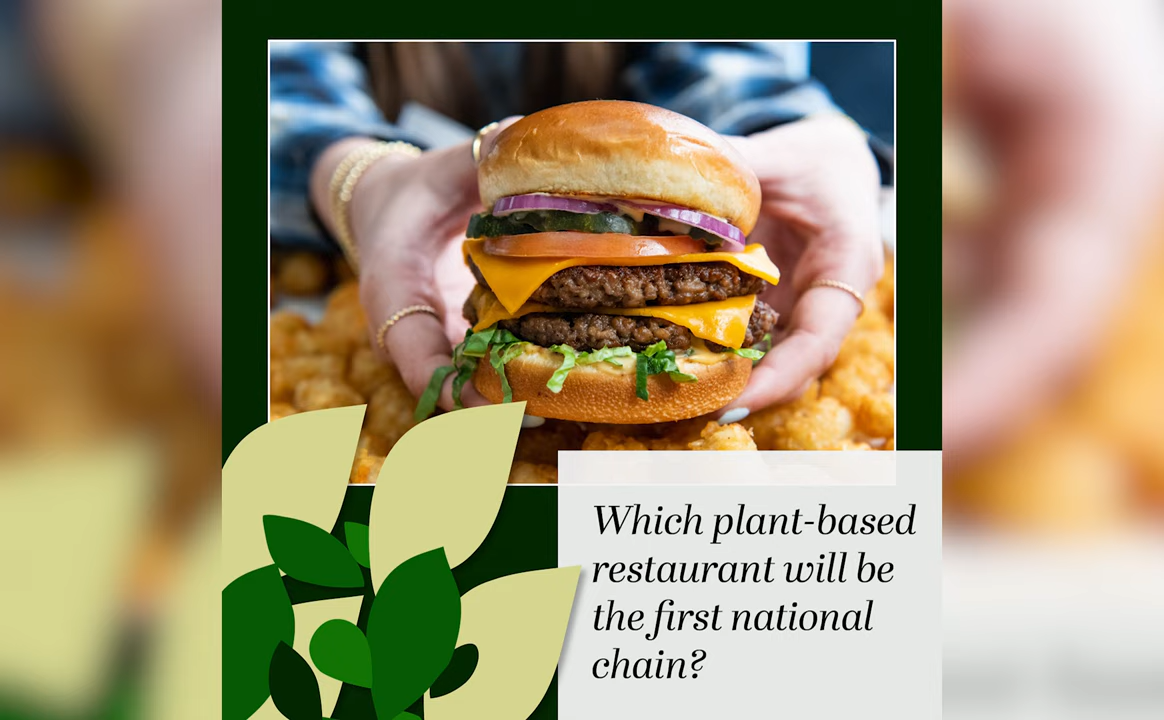 Which plant-based
restaurant will be
the first national
chain?